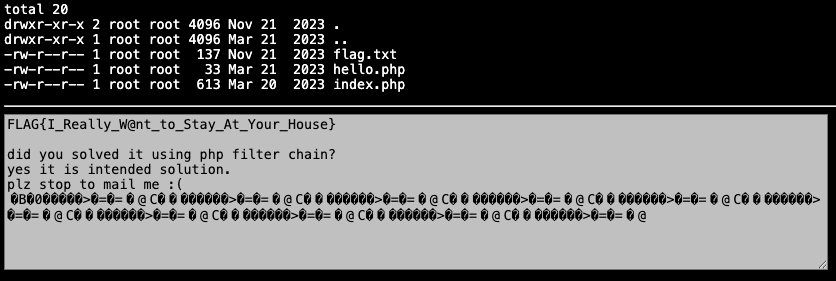 total 20
drwxr-xr-x 2 root root 4096 Nov 21  2023 .
drwxr-xr-x 1 root root 4096 Mar 21  2023 ..
-rw-r--r-- 1 root root  137 Nov 21  2023 flag.txt
-rw-r--r-- 1 root root   33 Mar 21  2023 hello.php
-rw-r--r-- 1 root root  613 Mar 20  2023 index.php
FLAG{I_Really_W@nt_to_Stay_At_Your_House}
did you solved it using php filter chain?
yes it is intended solution.
plz stop to mail me :(
�B�0�����>�=�=�@C��������>�=�=�@C��������>�=�=�@C��������>�=�=�@C��������>�=�=�@C��������>
�=�=�@C��������>�=�=�@C��������>�=�=�@C��������>�=�=�@C��������>�=�=�@